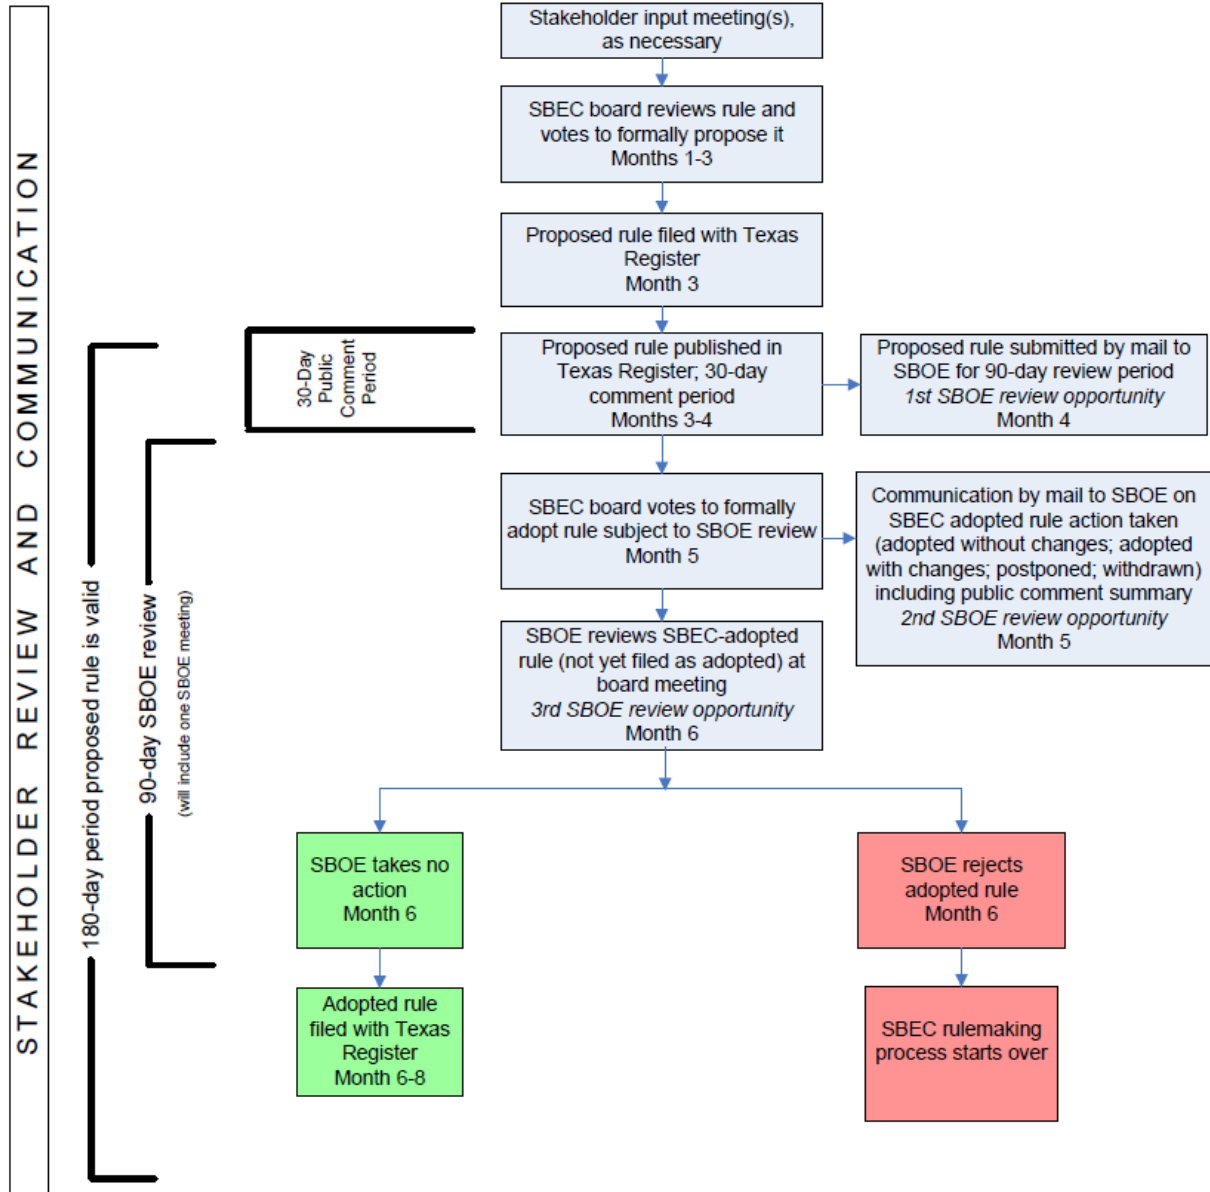 STAKEHOLDER REVIEW AND COMMUNICATION
Stakeholder input meeting(s),
as necessary
SBEC board reviews rule and
votes to formally propose it
Months 1-3
Proposed rule filed with Texas
Register
Month 3
180-day period proposed rule is valid
90-day SBOE review
(will include one SBOE meeting)
30-Day
Public
Comment
Period
Proposed rule published in
Texas Register; 30-day
comment period
Months 3-4
Proposed rule submitted by mail to
SBOE for 90-day review period
1st SBOE review opportunity
Month 4
SBEC board votes to formally
adopt rule subject to SBOE review
Month 5
Communication by mail to SBOE on
SBEC adopted rule action taken
(adopted without changes; adopted
with changes; postponed; withdrawn)
including public comment summary
2nd SBOE review opportunity
Month 5
SBOE reviews SBEC-adopted
rule (not yet filed as adopted) at
board meeting
3rd SBOE review opportunity
Month 6
SBOE takes no
action
Month 6
SBOE rejects
adopted rule
Month 6
Adopted rule
filed with Texas
Register
Month 6-8
SBEC rulemaking
process starts over